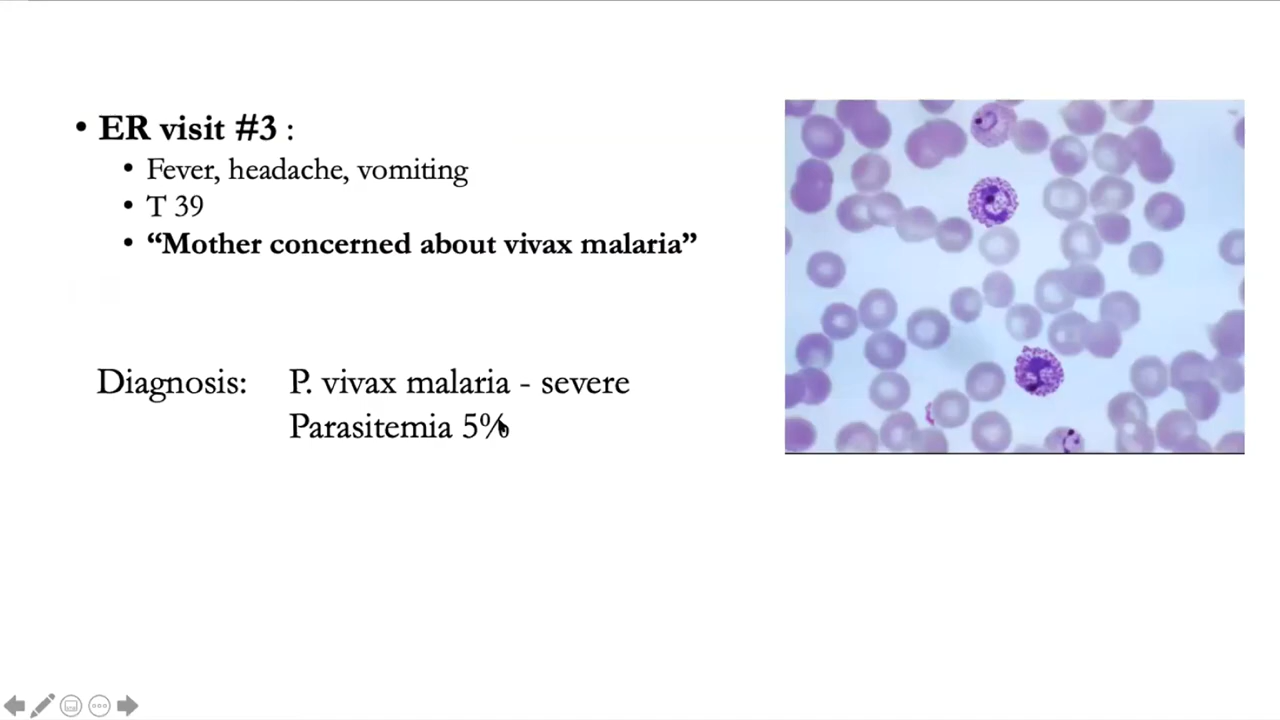 • ER visit #3 :
• Fever, headache, vomiting
• T 39
• “Mother concerned about vivax malaria”
Diagnosis: P. vivax malaria - severe
Parasitemia 5%